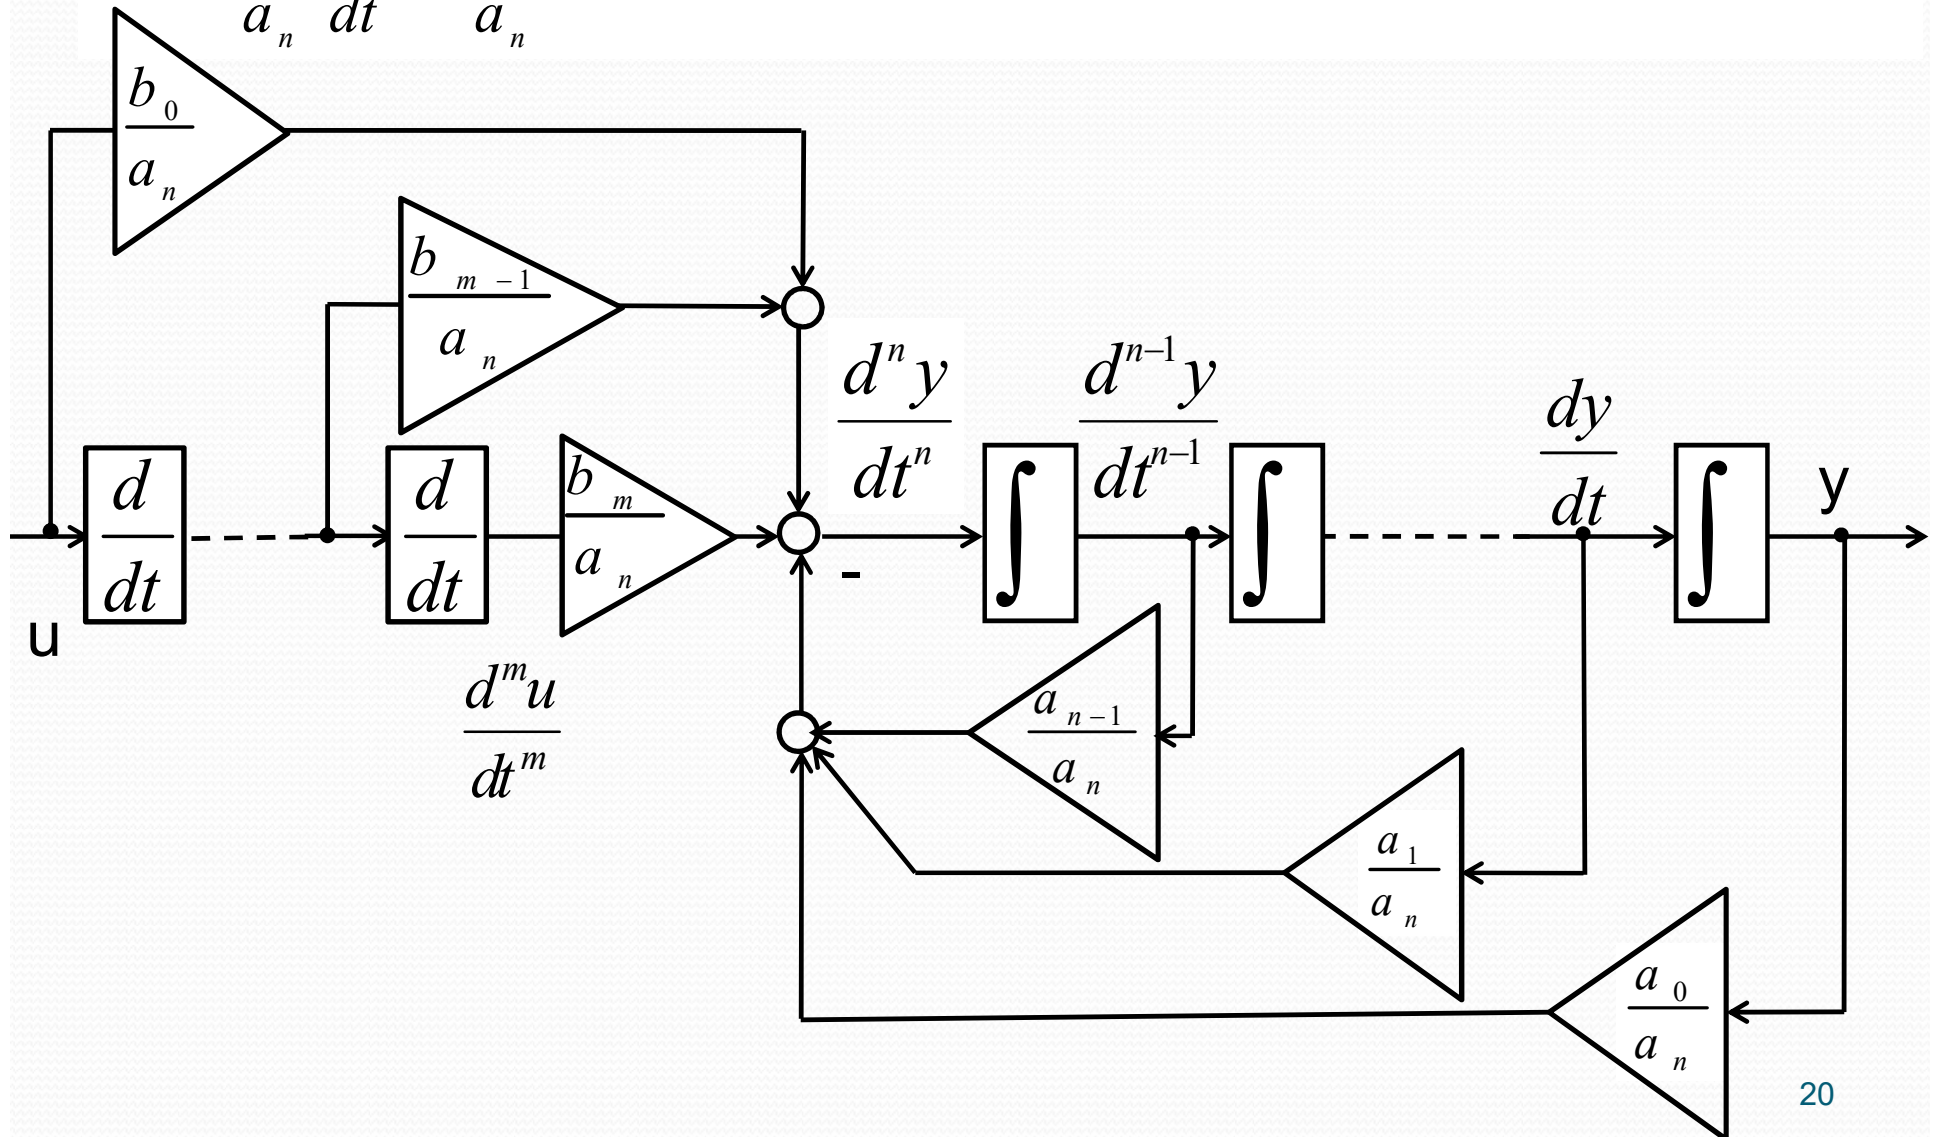 a_n dt a_n
b_0
a_n
b_{m-1}
a_n
d^n y
dt^n
d^{n-1} y
dt^{n-1}
dy
dt
d
dt
d
dt
b_m
a_n
∫
∫
∫
y
u
-
d^m u
dt^m
a_{n-1}
a_n
a_1
a_n
a_0
a_n
20